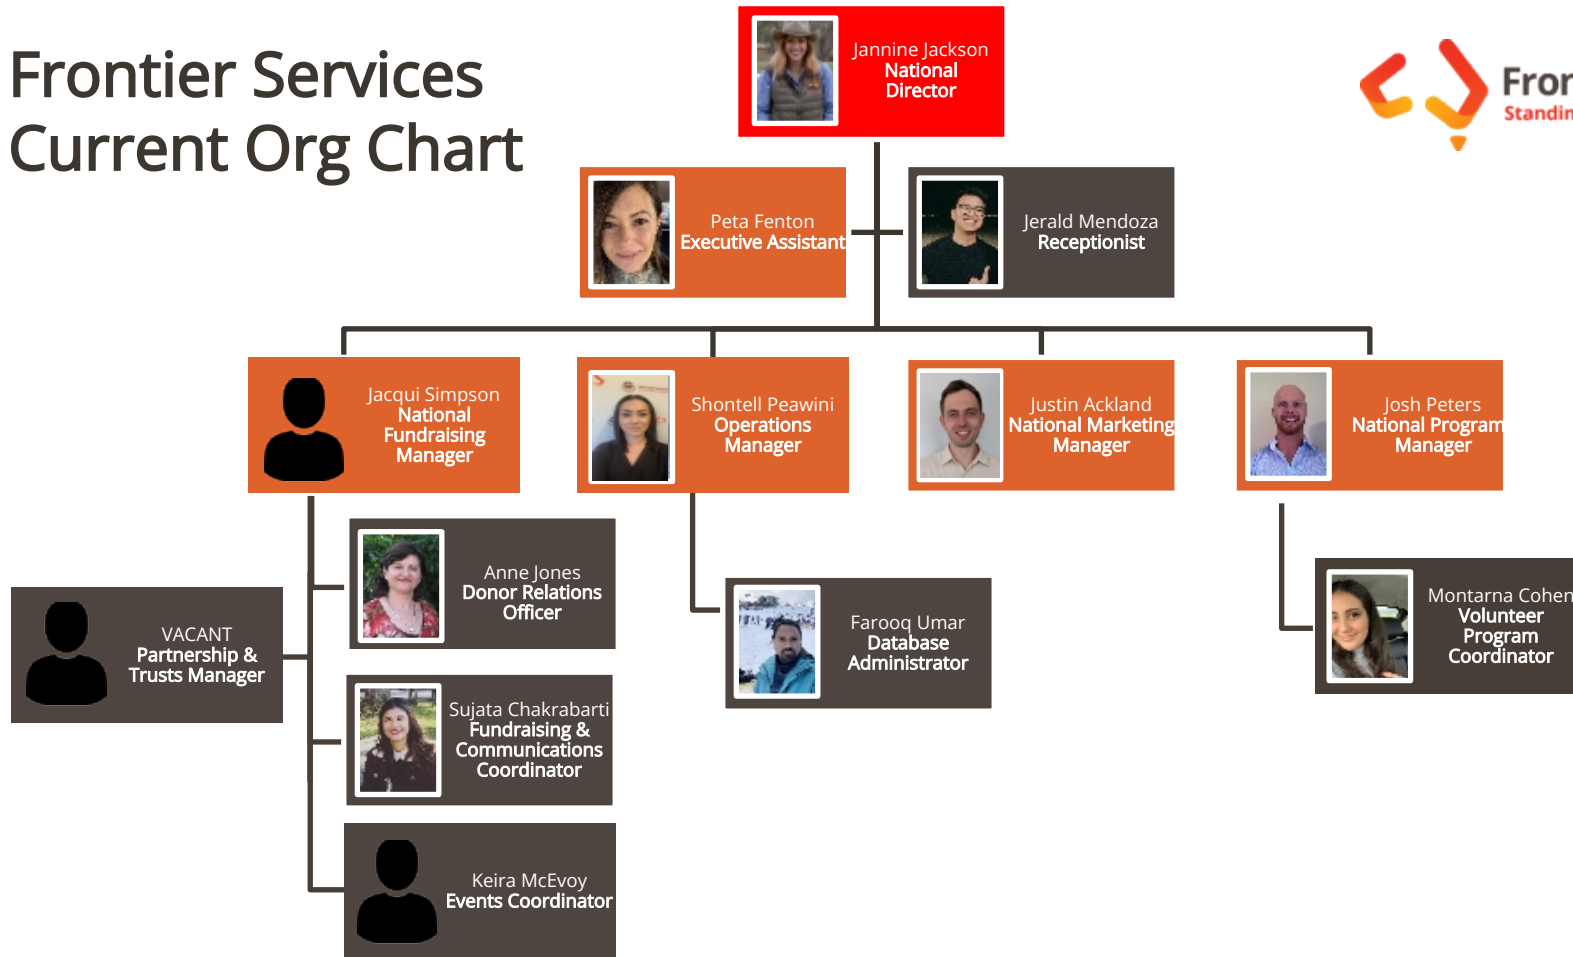 Frontier Services
Current Org Chart
Jannine Jackson
National
Director
Fron
Standin
Peta Fenton
Executive Assistant
Jerald Mendoza
Receptionist
Jacqui Simpson
National
Fundraising
Manager
Shontell Peawini
Operations
Manager
Justin Ackland
National Marketing
Manager
Josh Peters
National Program
Manager
Anne Jones
Donor Relations
Officer
VACANT
Partnership &
Trusts Manager
Farooq Umar
Database
Administrator
Montarna Cohen
Volunteer
Program
Coordinator
Sujata Chakrabarti
Fundraising &
Communications
Coordinator
Keira McEvoy
Events Coordinator